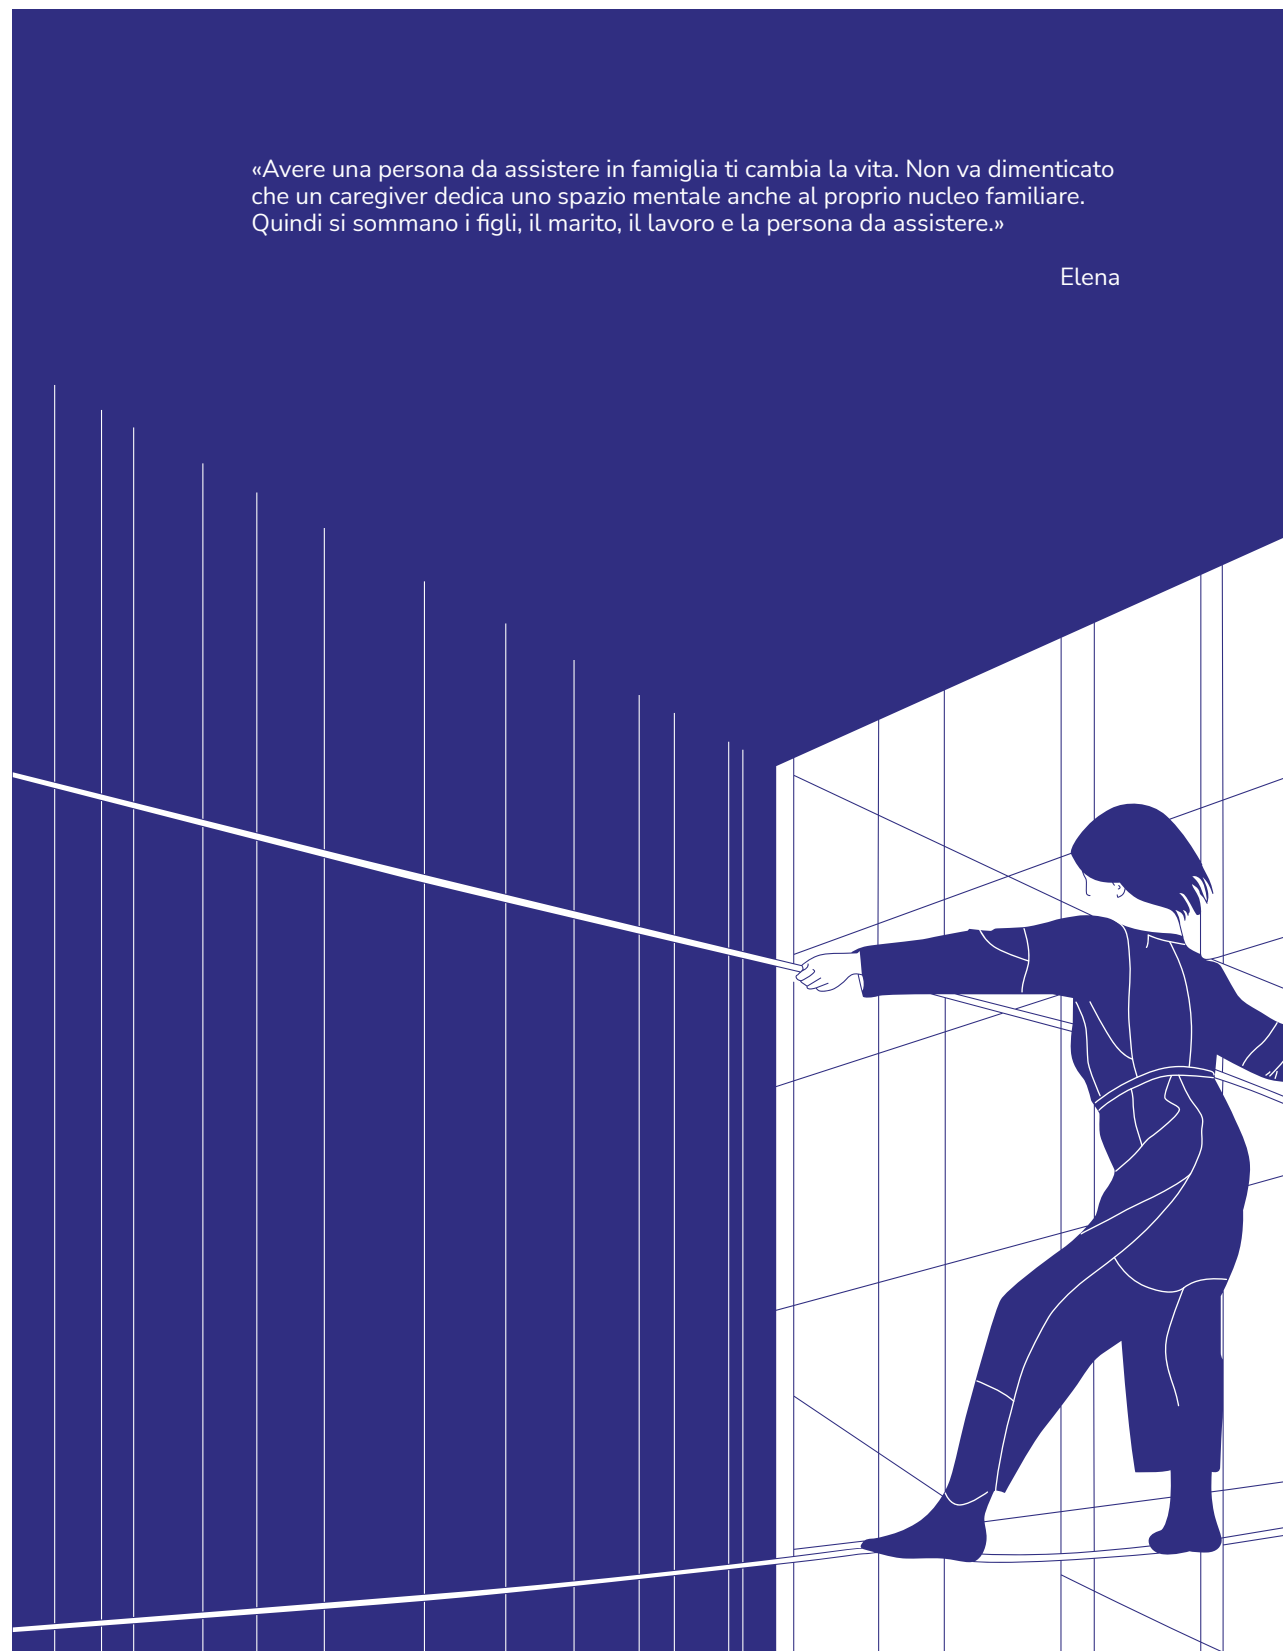 «Avere una persona da assistere in famiglia ti cambia la vita. Non va dimenticato
che un caregiver dedica uno spazio mentale anche al proprio nucleo familiare.
Quindi si sommano i figli, il marito, il lavoro e la persona da assistere.»
Elena